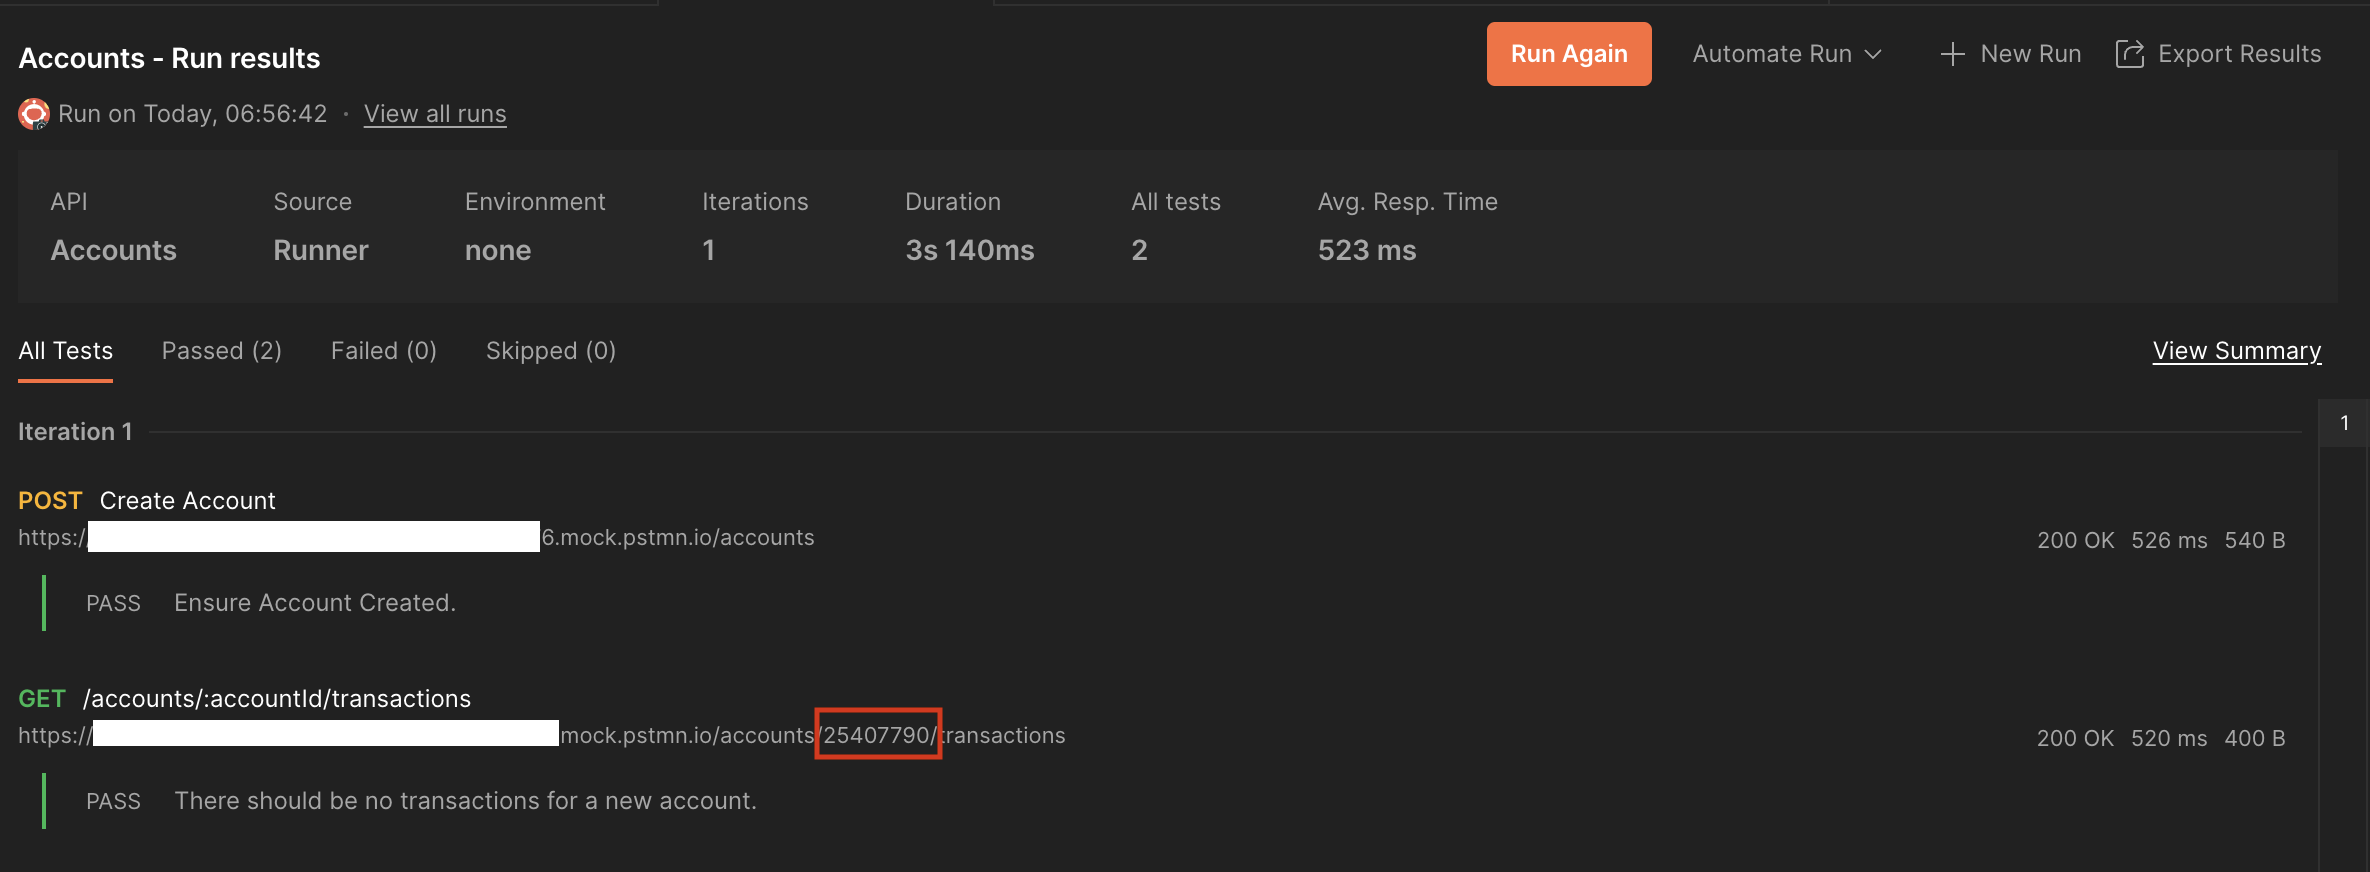 Accounts - Run results
Run Again
Automate Run
New Run
Export Results
Run on Today, 06:56:42 · View all runs
API Source Environment Iterations Duration All tests Avg. Resp. Time
Accounts Runner none 1 3s 140ms 2 523 ms
All Tests Passed (2) Failed (0) Skipped (0) View Summary
Iteration 1
1
POST Create Account
https:// 6.mock.pstmn.io/accounts 200 OK 526 ms 540 B
PASS Ensure Account Created.
GET /accounts/:accountId/transactions
https:// mock.pstmn.io/accounts/25407790/transactions 200 OK 520 ms 400 B
PASS There should be no transactions for a new account.